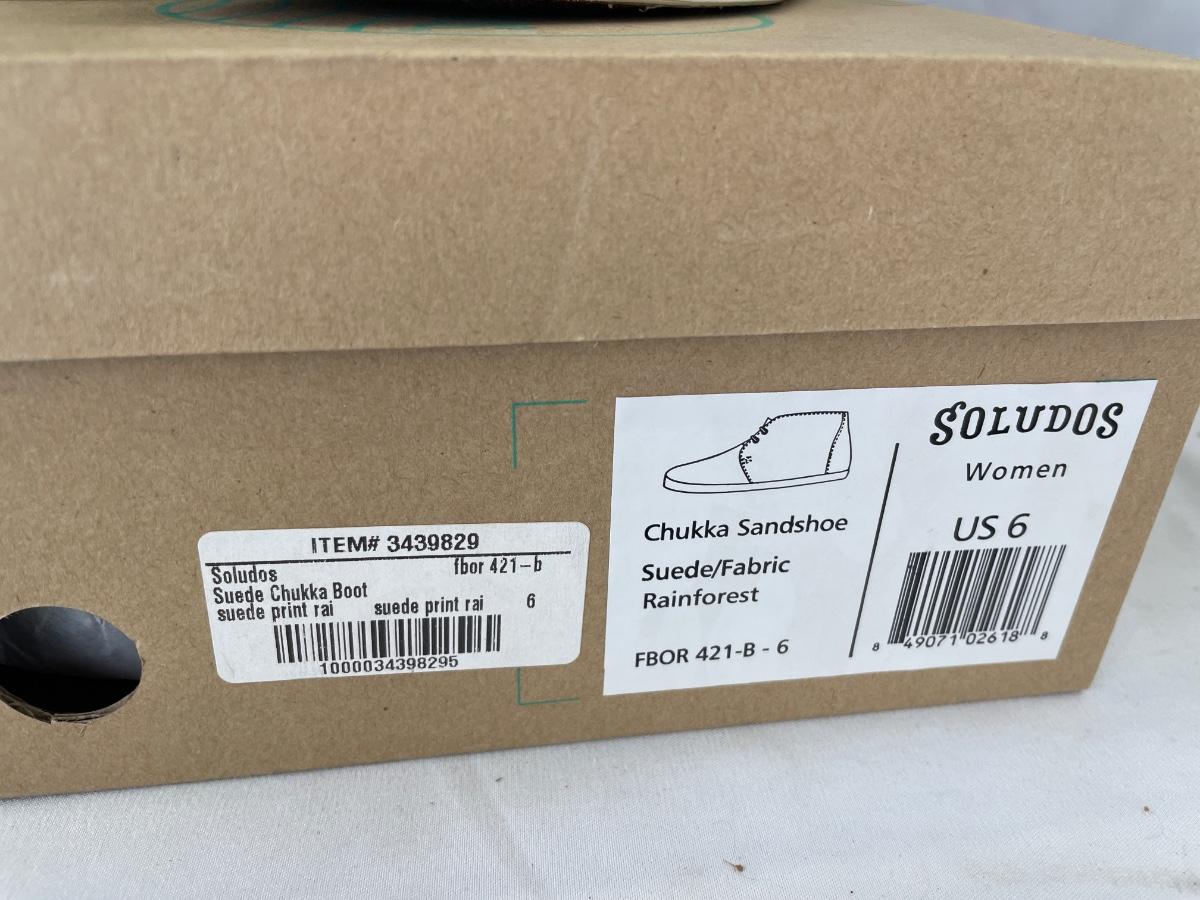 ITEM# 3439829
Soludos fbor 421-b
Suede Chukka Boot
suede print rai suede print rai 6
1000034398295
SOLUDOS
Women
US 6
8 49071 02618 8
Chukka Sandshoe
Suede/Fabric
Rainforest
FBOR 421-B - 6